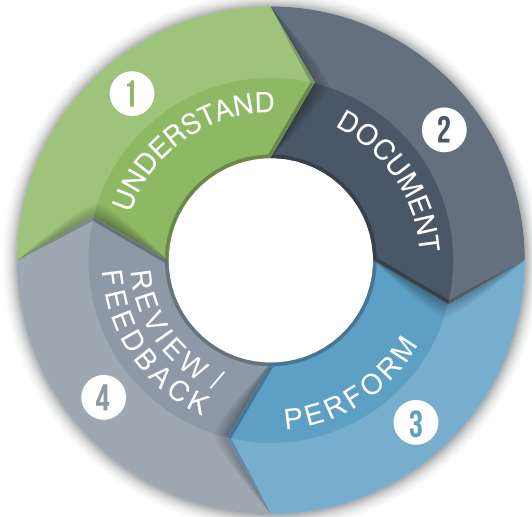 1
UNDERSTAND
2
DOCUMENT
3
PERFORM
4
REVIEW /
FEEDBACK